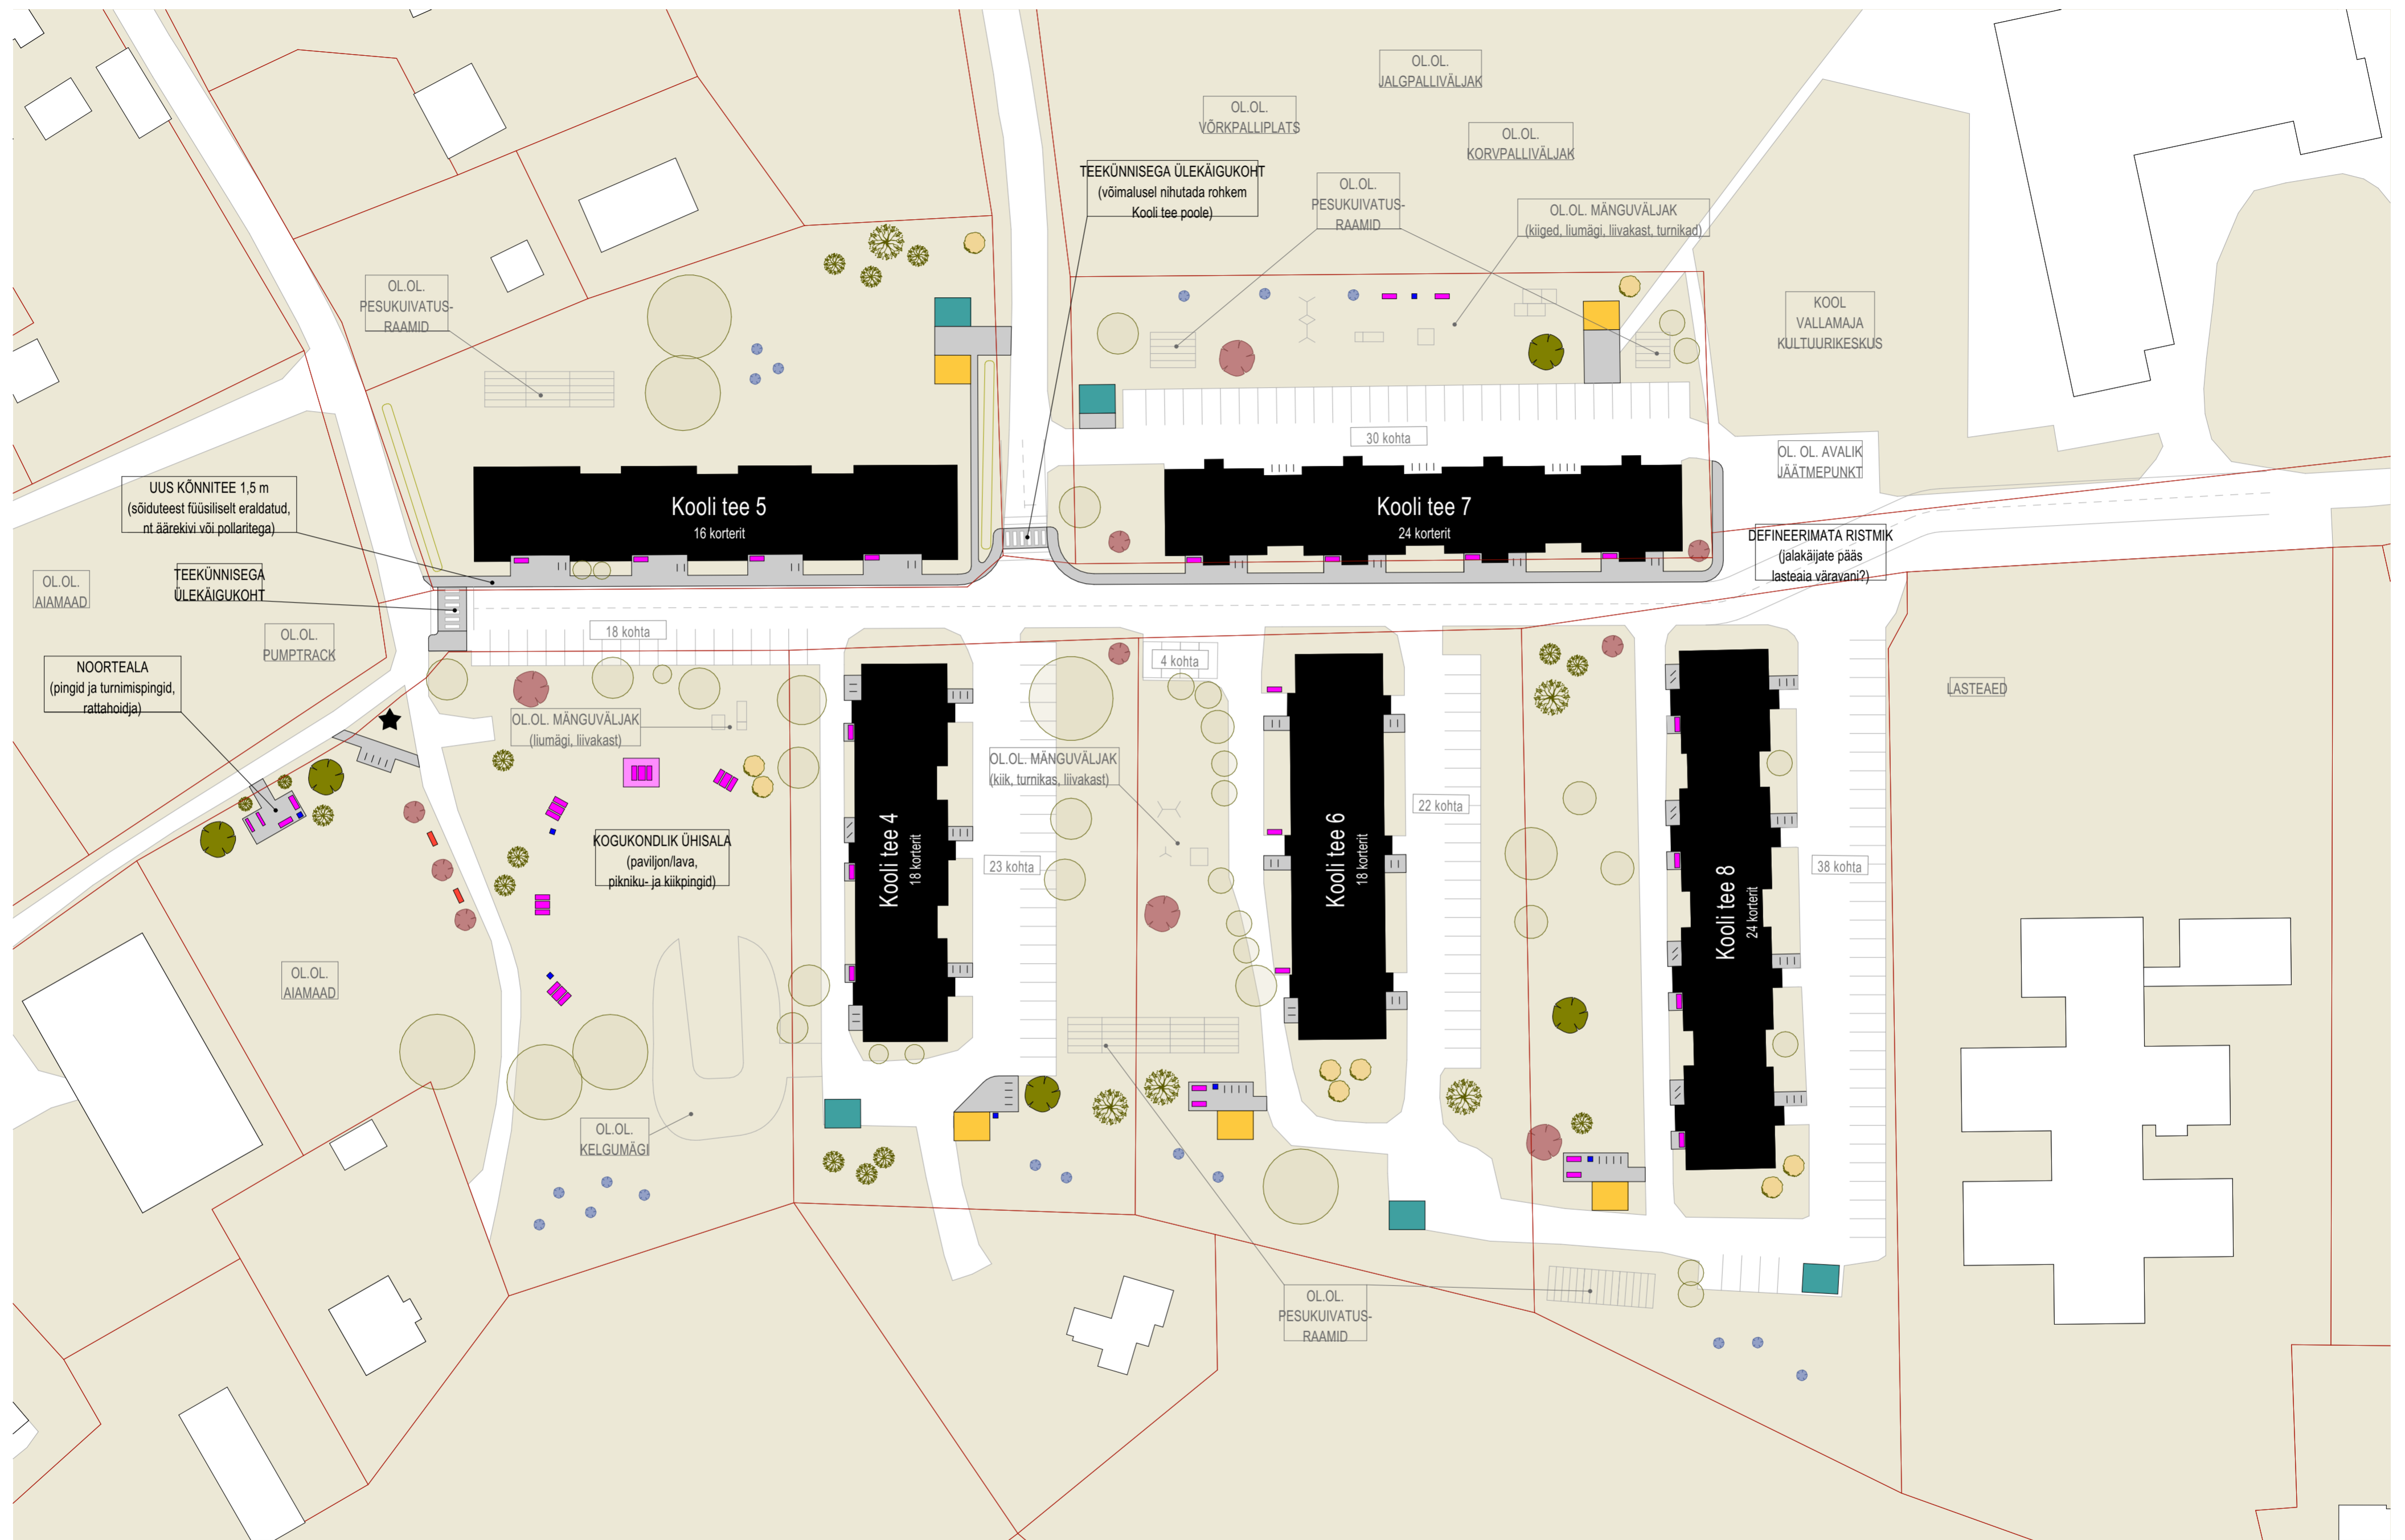 OL.OL.
JALGPALLIVÄLJAK
OL.OL.
VÕRKPALLIPLATS
OL.OL.
KORVPALLIVÄLJAK
TEEKÜNNISEGA ÜLEKÄIGUKOHT
(võimalusel nihutada rohkem
Kooli tee poole)
OL.OL.
PESUKUIVATUS-
RAAMID
OL.OL. MÄNGUVÄLJAK
(kiiged, liumägi, liivakast, turnikad)
OL.OL.
PESUKUIVATUS-
RAAMID
KOOL
VALLAMAJA
KULTUURIKESKUS
30 kohta
OL. OL. AVALIK
JÄÄTMEPUNKT
UUS KÕNNITEE 1,5 m
(sõiduteest füüsiliselt eraldatud,
nt äärekivi või pollaritega)
Kooli tee 5
16 korterit
Kooli tee 7
24 korterit
DEFINEERIMATA RISTMIK
(jalakäijate pääs
lasteaia väravani?)
OL.OL.
AIAMAAD
TEEKÜNNISEGA
ÜLEKÄIGUKOHT
OL.OL.
PUMPTRACK
18 kohta
4 kohta
NOORTEALA
(pingid ja turnimispingid,
rattahoidja)
LASTEAED
OL.OL. MÄNGUVÄLJAK
(liumägi, liivakast)
OL.OL. MÄNGUVÄLJAK
(kiik, turnikas, liivakast)
22 kohta
KOGUKONDLIK ÜHISALA
(paviljon/lava,
pikniku- ja kiikpingid)
Kooli tee 4
18 korterit
23 kohta
Kooli tee 6
18 korterit
Kooli tee 8
24 korterit
38 kohta
OL.OL.
AIAMAAD
OL.OL.
KELGUMÄGI
OL.OL.
PESUKUIVATUS-
RAAMID